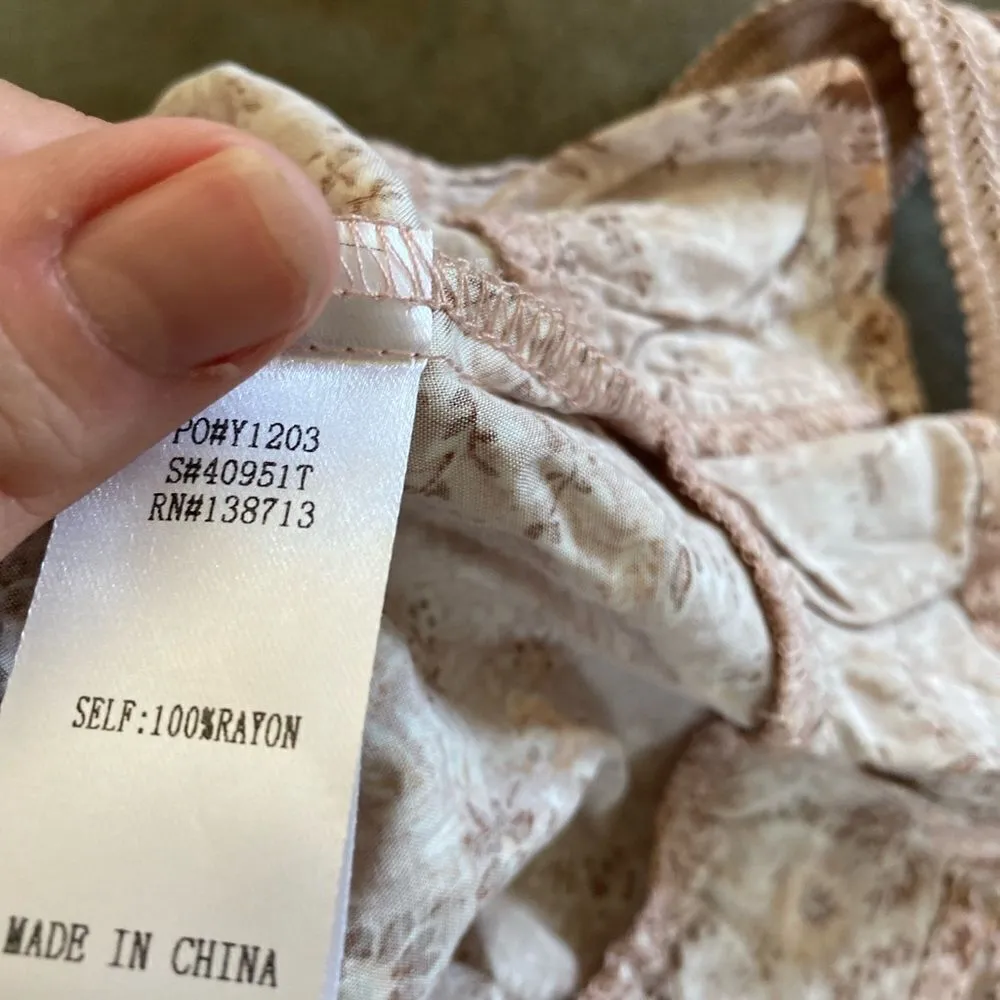 PO#Y1203
S#40951T
RN#138713
SELF:100%RAYON
MADE IN CHINA